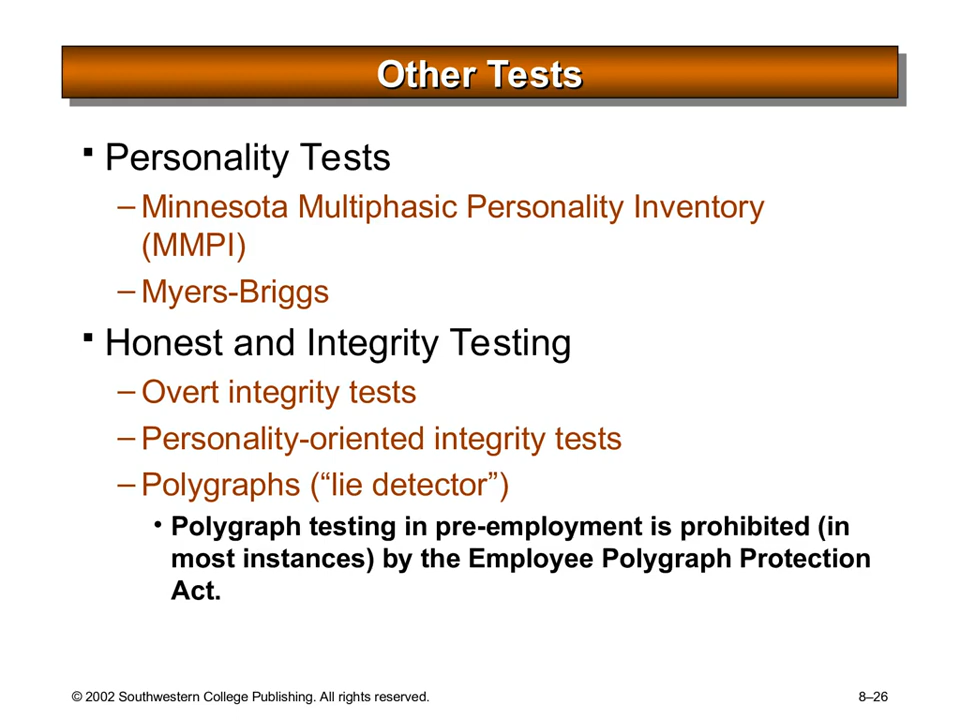 Other Tests
▪ Personality Tests
– Minnesota Multiphasic Personality Inventory
(MMPI)
– Myers-Briggs
▪ Honest and Integrity Testing
– Overt integrity tests
– Personality-oriented integrity tests
– Polygraphs (“lie detector”)
• Polygraph testing in pre-employment is prohibited (in
most instances) by the Employee Polygraph Protection
Act.
© 2002 Southwestern College Publishing. All rights reserved.
8–26